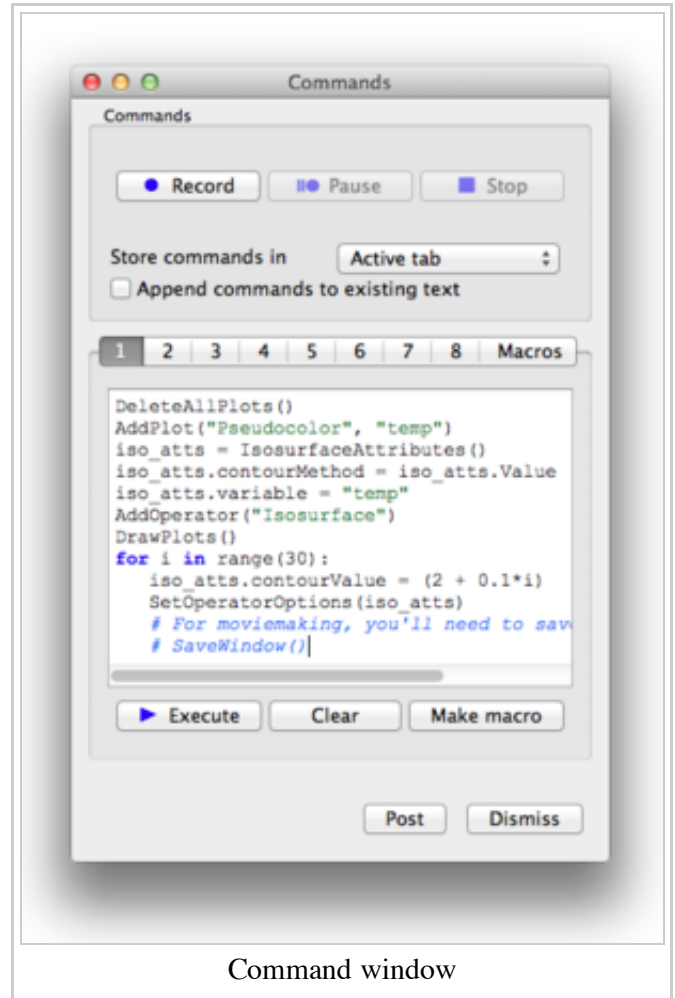 Commands
Commands
Record Pause Stop
Store commands in Active tab
Append commands to existing text
1 2 3 4 5 6 7 8 Macros
DeleteAllPlots()
AddPlot("Pseudocolor", "temp")
iso_atts = IsosurfaceAttributes()
iso_atts.contourMethod = iso_atts.Value
iso_atts.variable = "temp"
AddOperator("Isosurface")
DrawPlots()
for i in range(30):
iso_atts.contourValue = (2 + 0.1*i)
SetOperatorOptions(iso_atts)
# For moviemaking, you'll need to sav
# SaveWindow()
Execute Clear Make macro
Post Dismiss
Command window